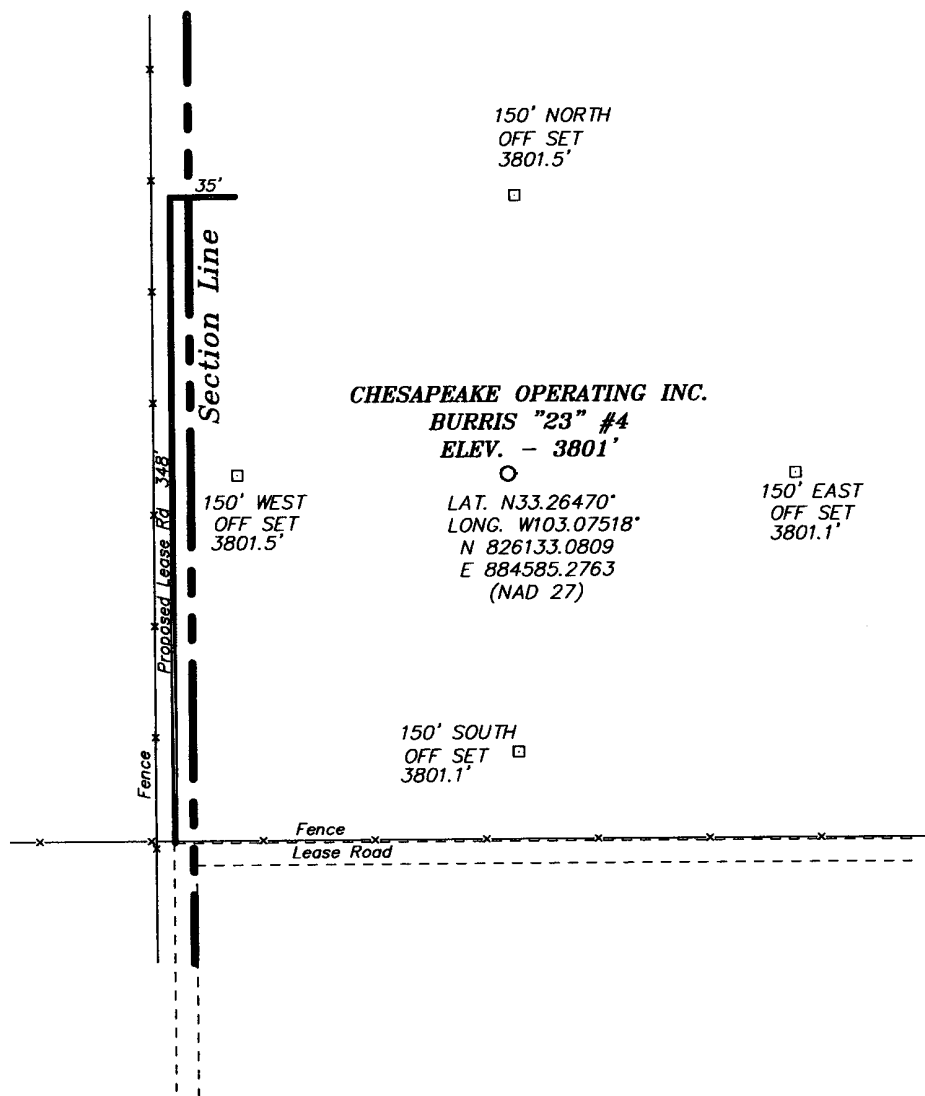 150' NORTH
OFF SET
3801.5'
35'
Section Line
CHESAPEAKE OPERATING INC.
BURRIS "23" #4
ELEV. - 3801'
150' WEST
OFF SET
3801.5'
LAT. N33.26470°
LONG. W103.07518°
N 826133.0809
E 884585.2763
(NAD 27)
150' EAST
OFF SET
3801.1'
Proposed Lease Rd 348'
150' SOUTH
OFF SET
3801.1'
Fence
Fence
Lease Road